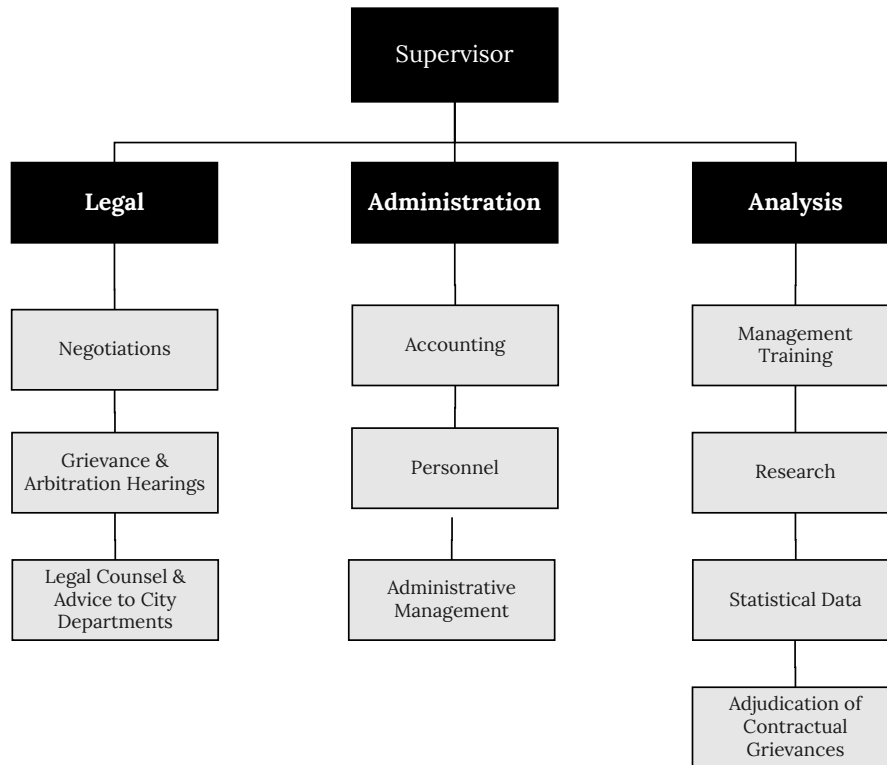 Supervisor
Legal
Administration
Analysis
Negotiations
Accounting
Management
Training
Grievance &
Arbitration Hearings
Personnel
Research
Legal Counsel &
Advice to City
Departments
Administrative
Management
Statistical Data
Adjudication of
Contractual
Grievances